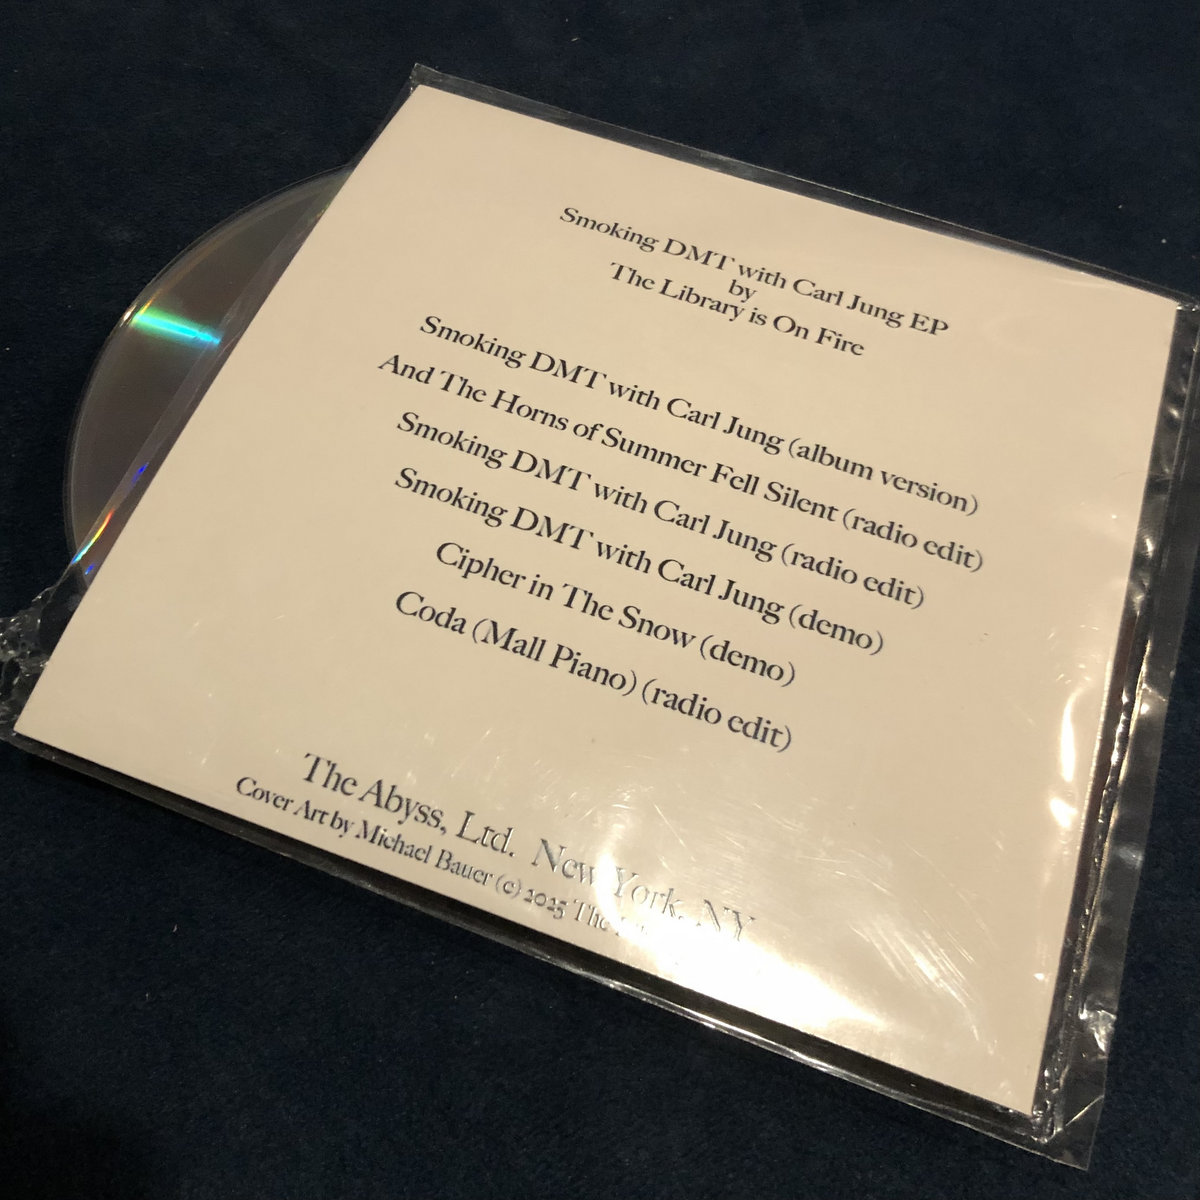 Smoking DMT with Carl Jung EP
by
The Library is On Fire
Smoking DMT with Carl Jung (album version)
And The Horns of Summer Fell Silent (radio edit)
Smoking DMT with Carl Jung (radio edit)
Smoking DMT with Carl Jung (demo)
Cipher in The Snow (demo)
Coda (Mall Piano) (radio edit)
The Abyss, Ltd. New York, NY
Cover Art by Michael Bauer (c) 2025 The